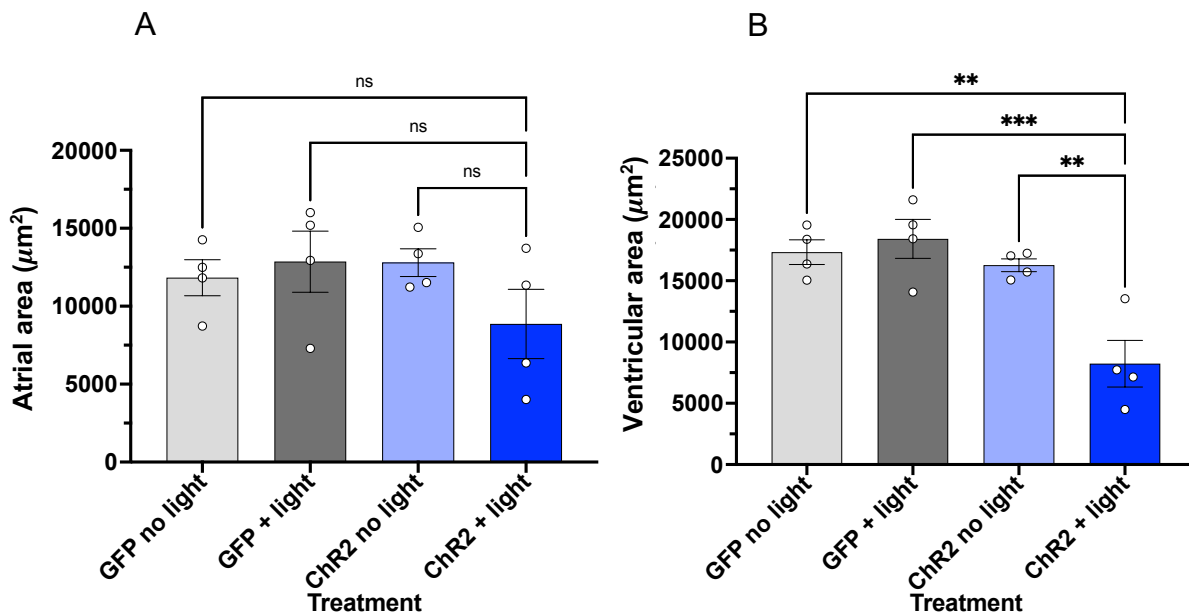 A
ns
ns
ns
Atrial area (μm²)
20000
15000
10000
5000
0
GFP no light
GFP + light
ChR2 no light
ChR2 + light
Treatment
B
**
***
**
Ventricular area (μm²)
25000
20000
15000
10000
5000
0
GFP no light
GFP + light
ChR2 no light
ChR2 + light
Treatment